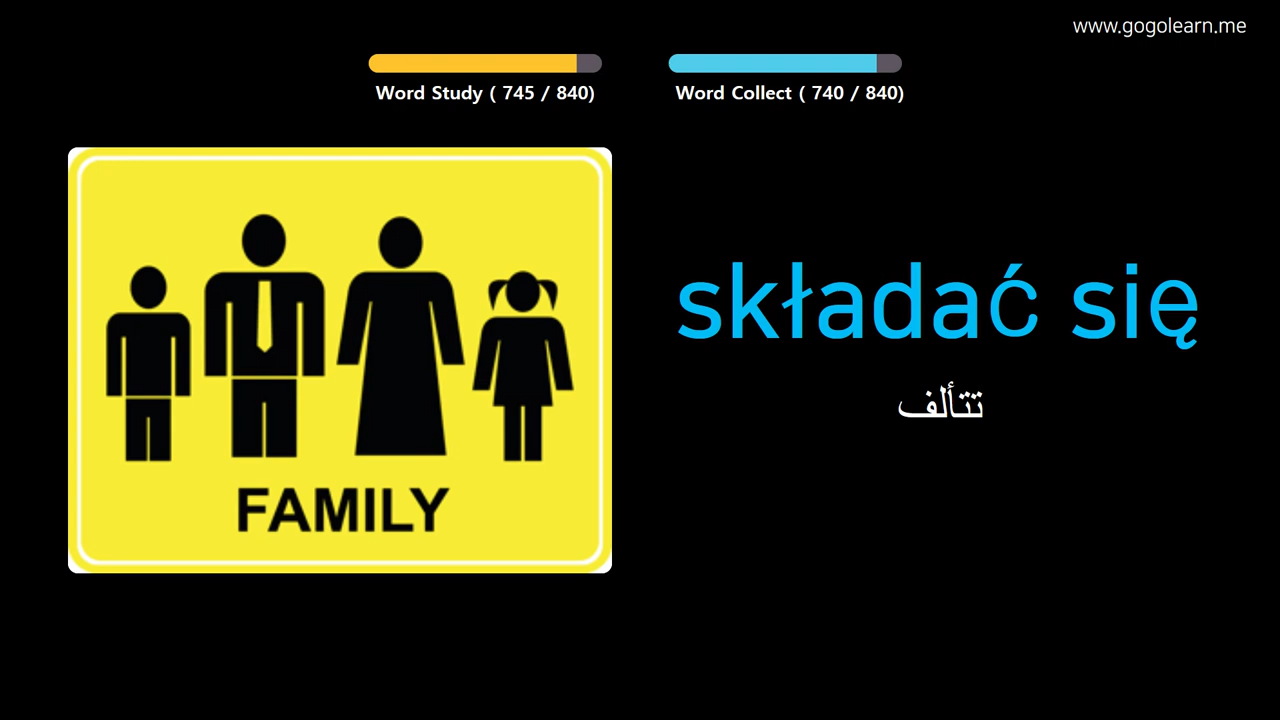 www.gogolearn.me
Word Study ( 745 / 840)
Word Collect ( 740 / 840)
składać się
تتألف
FAMILY